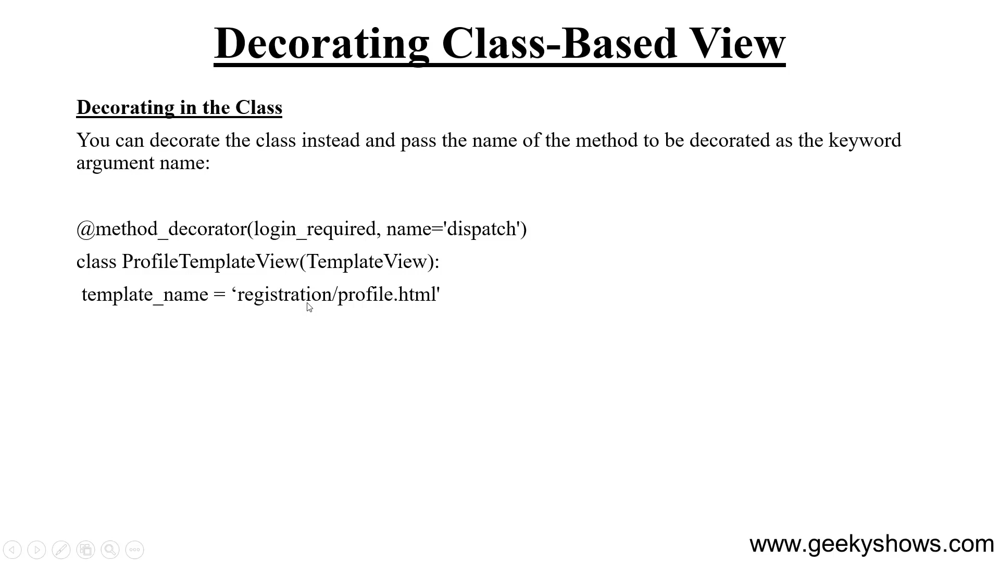 Decorating Class-Based View
Decorating in the Class
You can decorate the class instead and pass the name of the method to be decorated as the keyword
argument name:
@method_decorator(login_required, name='dispatch')
class ProfileTemplateView(TemplateView):
template_name = ‘registration/profile.html'
www.geekyshows.com